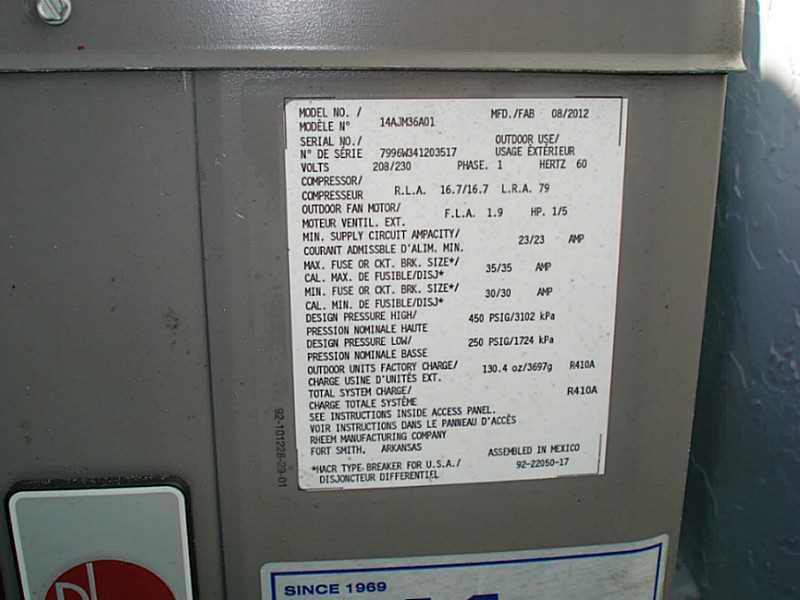 MODEL NO. / MFD./FAB 08/2012
MODÈLE N° 14AJM36A01
SERIAL NO./ OUTDOOR USE/
N° DE SÉRIE 7996W341203517 USAGE ÉXTÉRIEUR
VOLTS 208/230 PHASE. 1 HERTZ 60
COMPRESSOR/
COMPRESSEUR R.L.A. 16.7/16.7 L.R.A. 79
OUTDOOR FAN MOTOR/
MOTEUR VENTIL. EXT. F.L.A. 1.9 HP. 1/5
MIN. SUPPLY CIRCUIT AMPACITY/
COURANT ADMISSBLE D'ALIM. MIN. 23/23 AMP
MAX. FUSE OR CKT. BRK. SIZE*/
CAL. MAX. DE FUSIBLE/DISJ* 35/35 AMP
MIN. FUSE OR CKT. BRK. SIZE*/
CAL. MIN. DE FUSIBLE/DISJ* 30/30 AMP
DESIGN PRESSURE HIGH/ 450 PSIG/3102 kPa
PRESSION NOMINALE HAUTE
DESIGN PRESSURE LOW/ 250 PSIG/1724 kPa
PRESSION NOMINALE BASSE
OUTDOOR UNITS FACTORY CHARGE/ 130.4 oz/3697g R410A
CHARGE USINE D'UNITÉS EXT.
TOTAL SYSTEM CHARGE/ R410A
CHARGE TOTALE SYSTÈME
SEE INSTRUCTIONS INSIDE ACCESS PANEL.
VOIR INSTRUCTIONS DANS LE PANNEAU D'ACCÈS
RHEEM MANUFACTURING COMPANY
FORT SMITH, ARKANSAS ASSEMBLED IN MEXICO
*HACR TYPE BREAKER FOR U.S.A./ 92-22050-17
DISJONCTEUR DIFFERENTIEL
92-101228-29-01
SINCE 1969